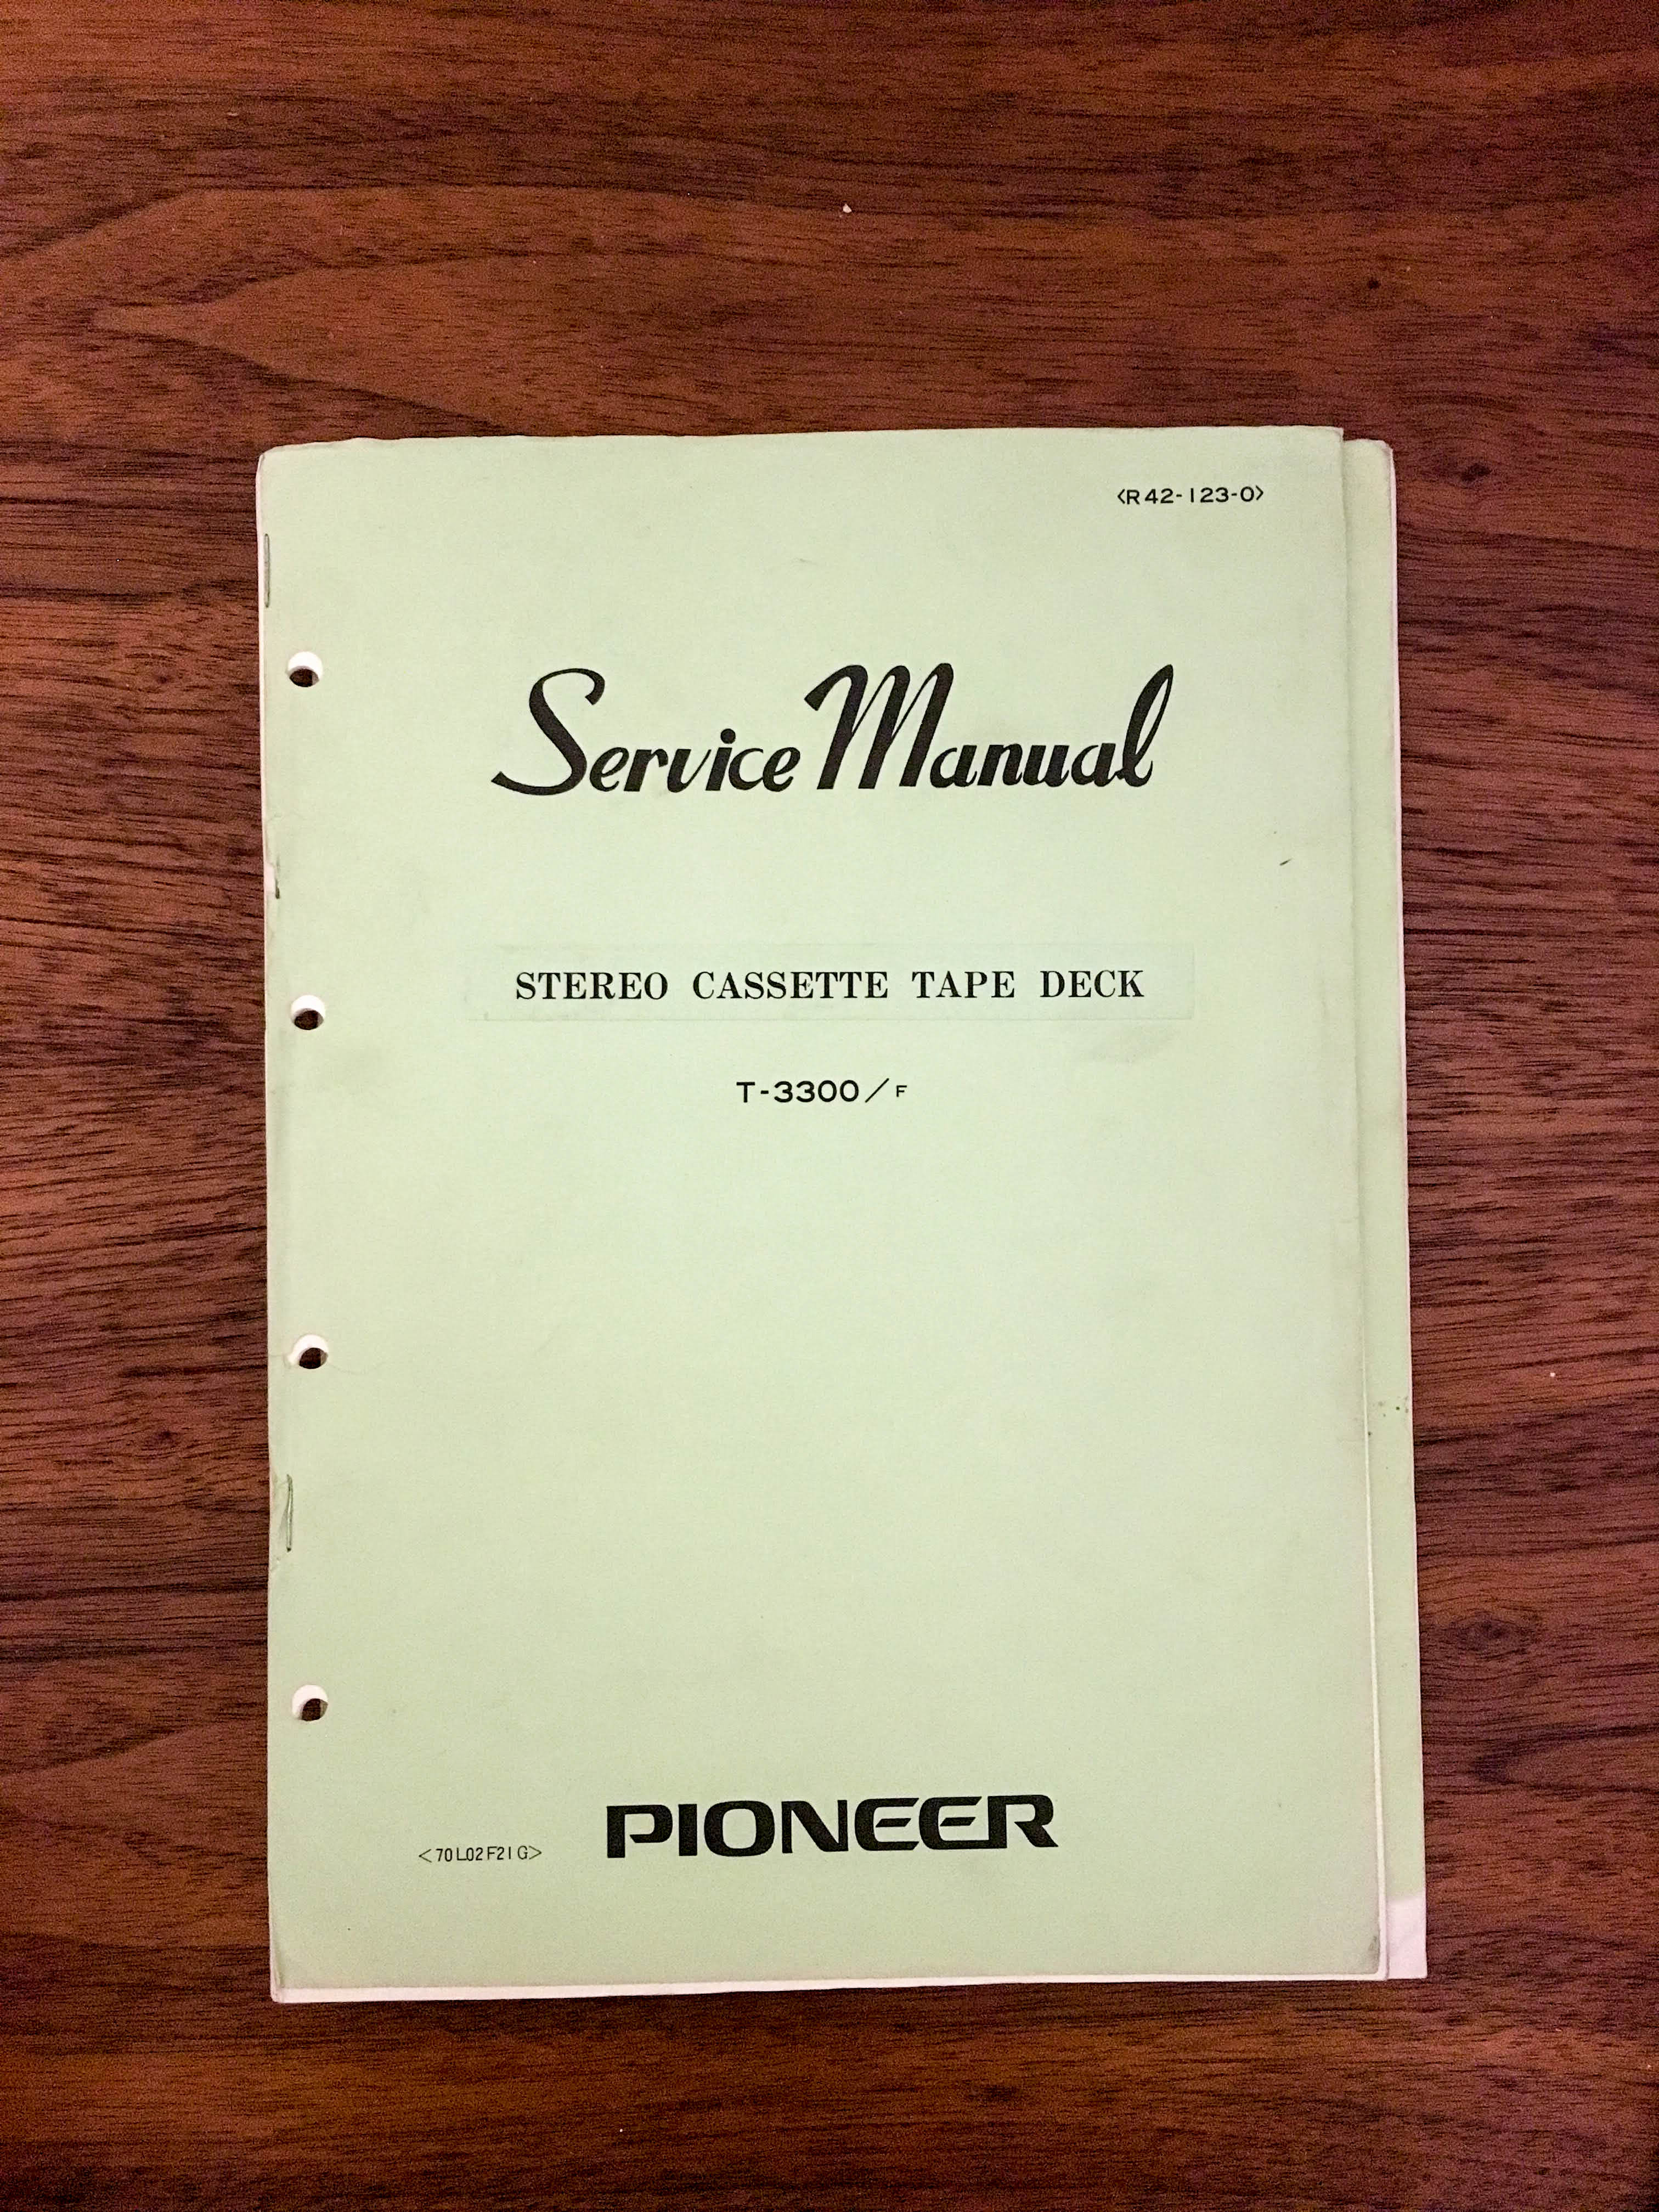 <R42-123-0>
Service Manual
STEREO CASSETTE TAPE DECK
T-3300/F
PIONEER
<70L02F21G>